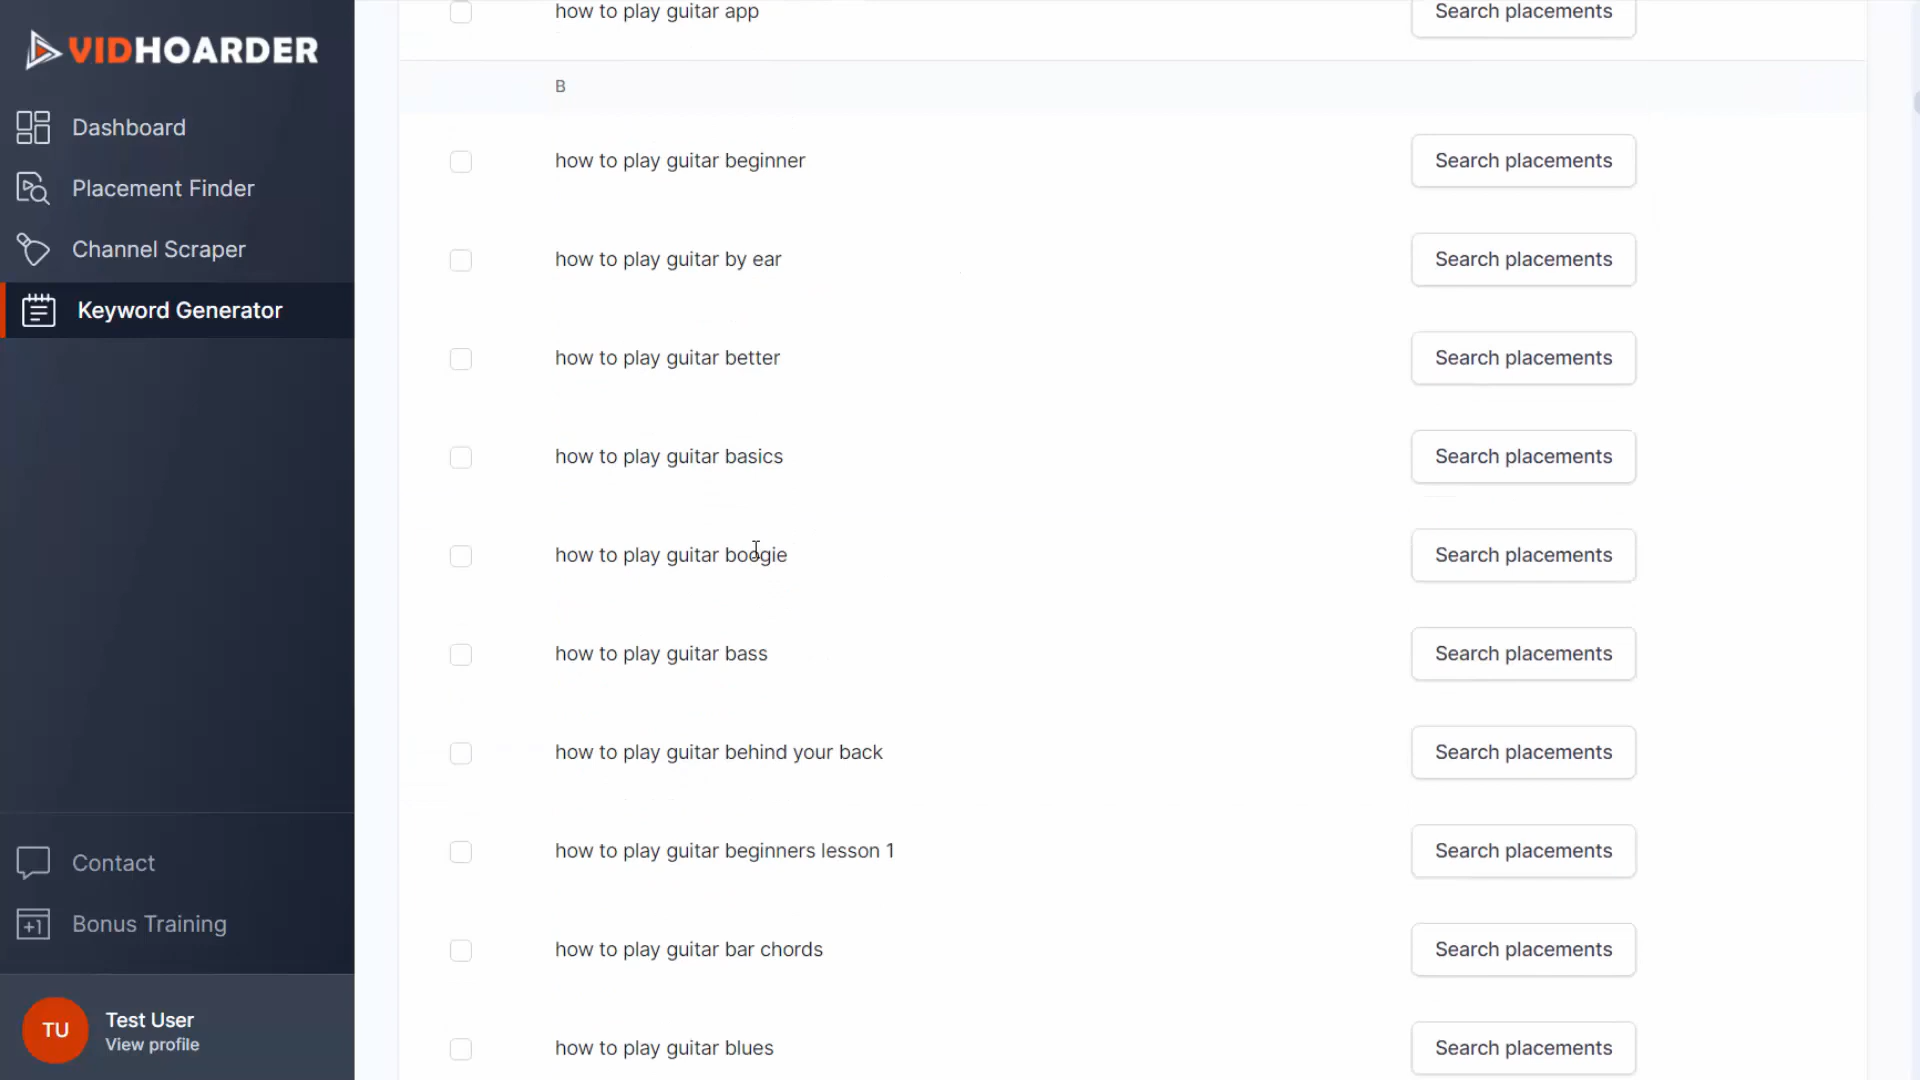 VIDHOARDER
Dashboard
Placement Finder
Channel Scraper
Keyword Generator
Contact
+1 Bonus Training
TU
Test User
View profile
how to play guitar app Search placements
B
how to play guitar beginner Search placements
how to play guitar by ear Search placements
how to play guitar better Search placements
how to play guitar basics Search placements
how to play guitar boogie Search placements
how to play guitar bass Search placements
how to play guitar behind your back Search placements
how to play guitar beginners lesson 1 Search placements
how to play guitar bar chords Search placements
how to play guitar blues Search placements